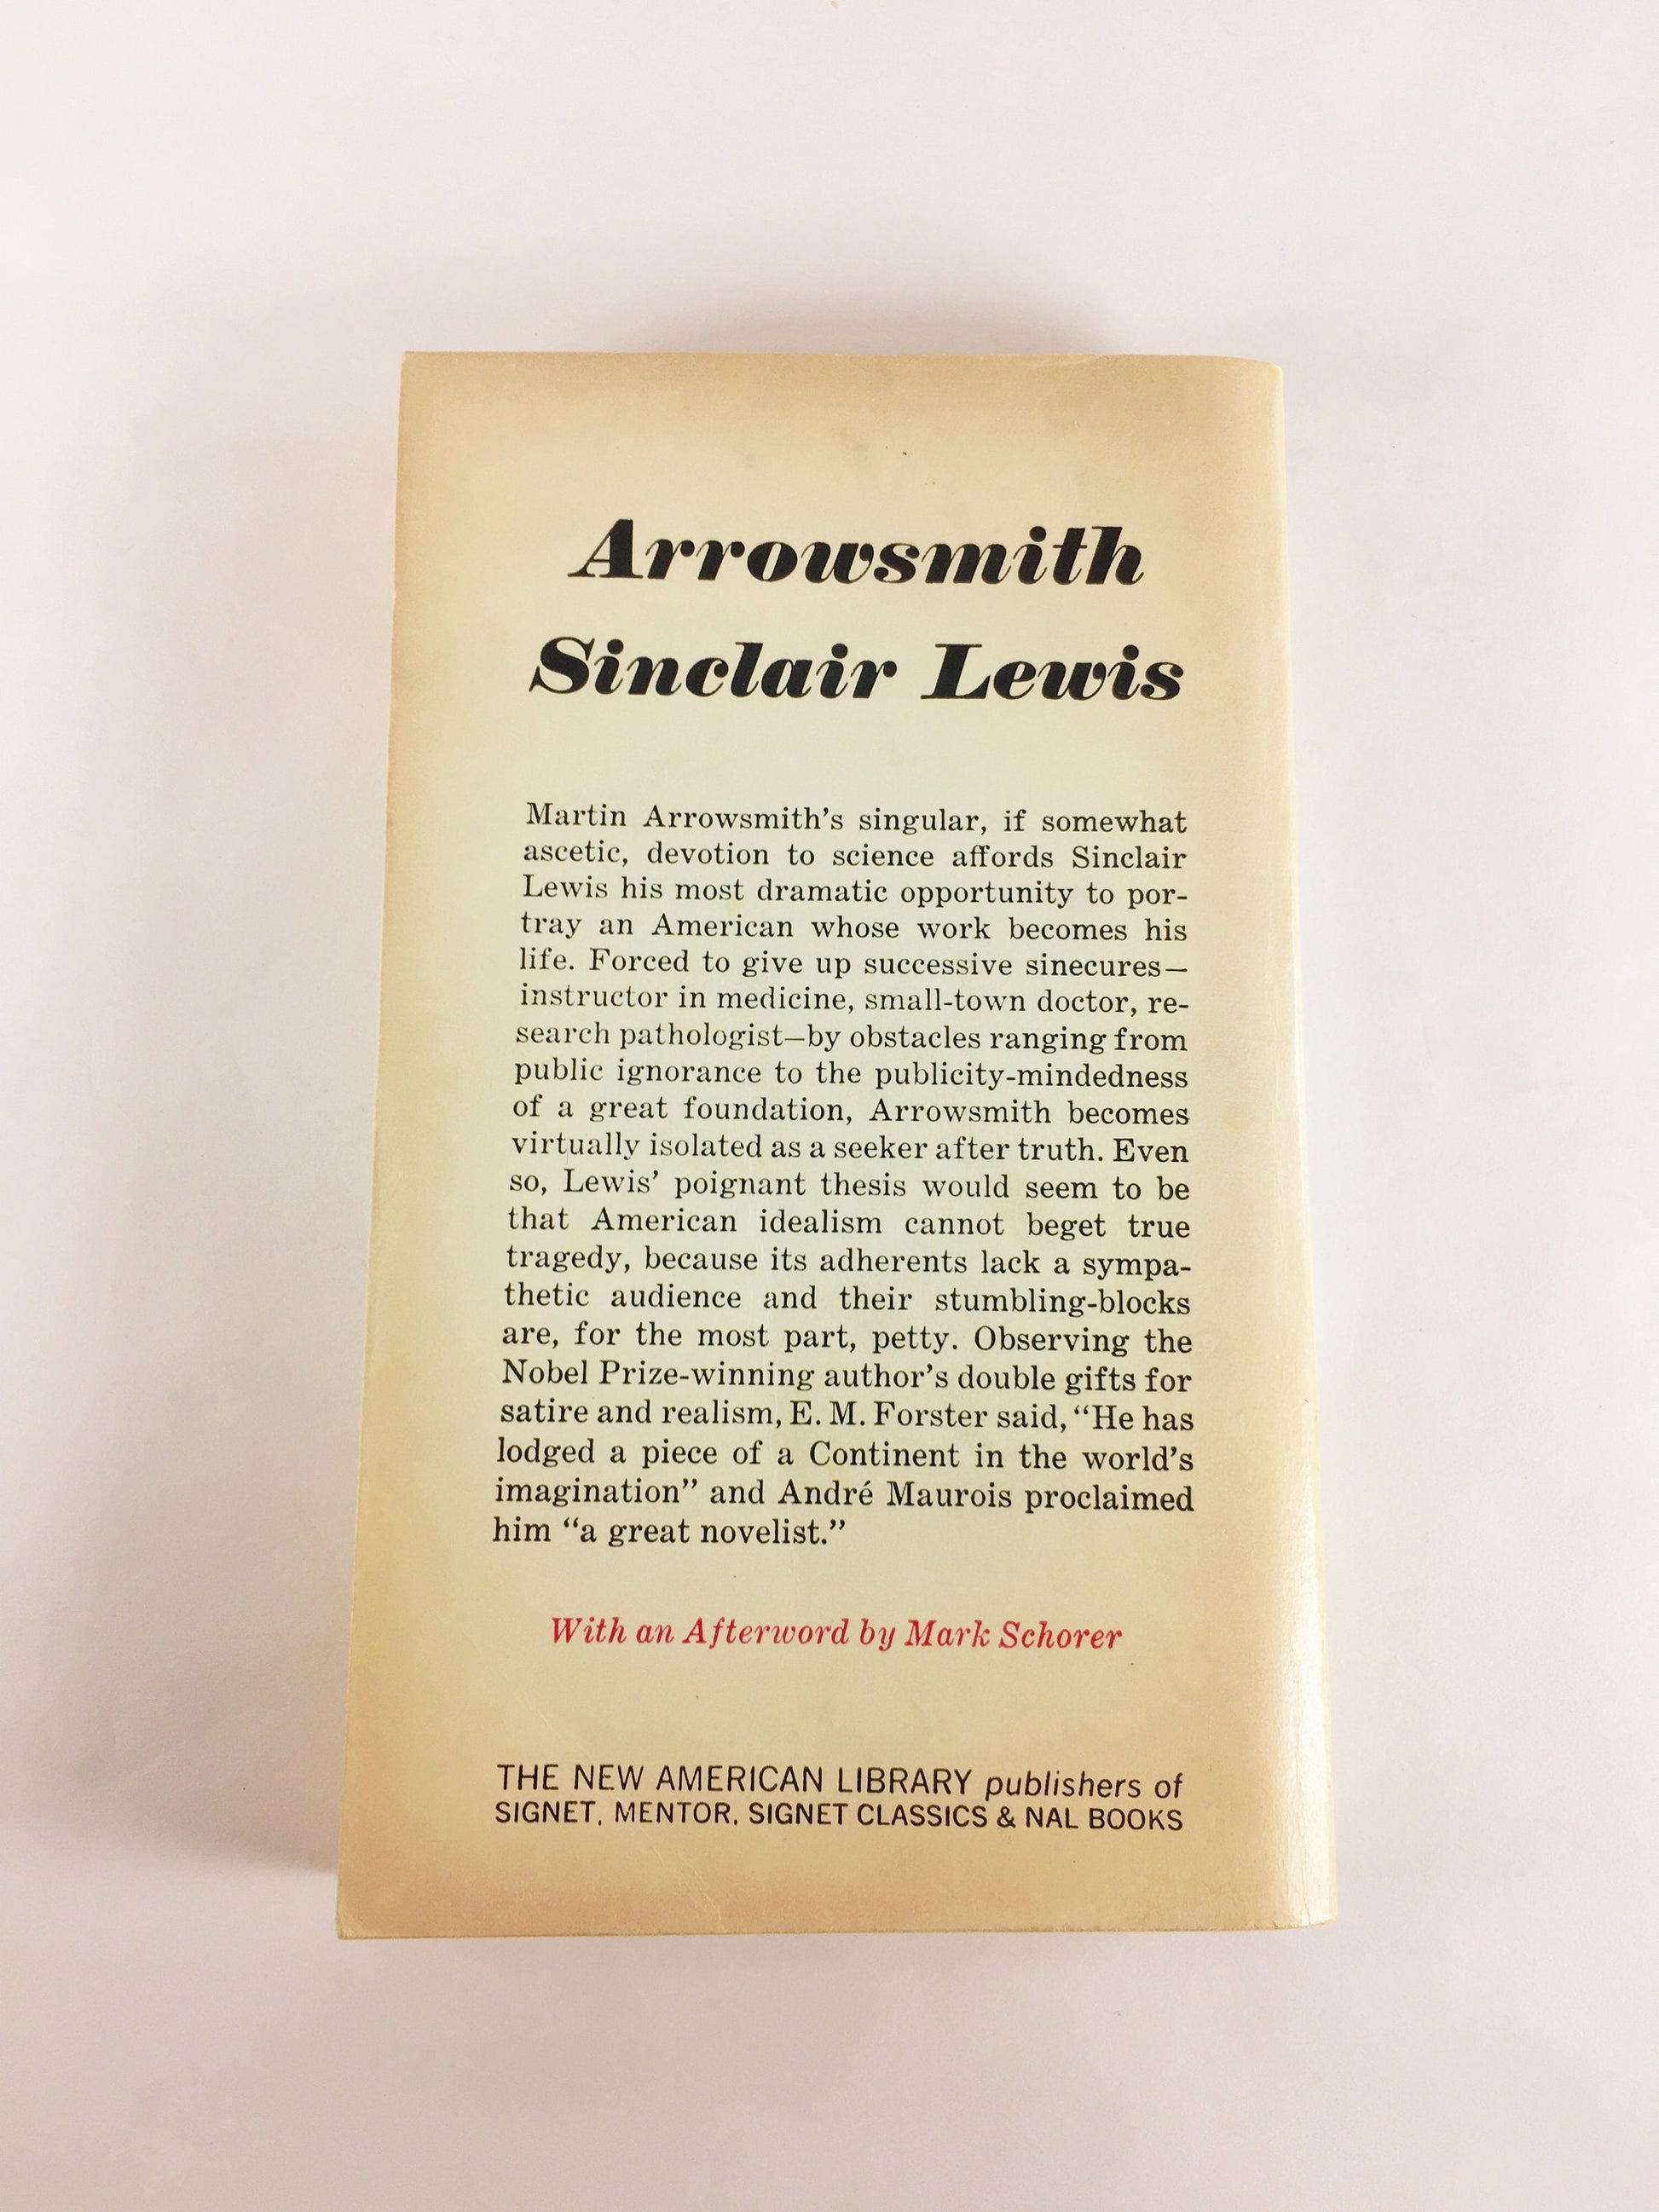 Arrowsmith
Sinclair Lewis
Martin Arrowsmith's singular, if somewhat
ascetic, devotion to science affords Sinclair
Lewis his most dramatic opportunity to por-
tray an American whose work becomes his
life. Forced to give up successive sinecures—
instructor in medicine, small-town doctor, re-
search pathologist—by obstacles ranging from
public ignorance to the publicity-mindedness
of a great foundation, Arrowsmith becomes
virtually isolated as a seeker after truth. Even
so, Lewis' poignant thesis would seem to be
that American idealism cannot beget true
tragedy, because its adherents lack a sympa-
thetic audience and their stumbling-blocks
are, for the most part, petty. Observing the
Nobel Prize-winning author's double gifts for
satire and realism, E. M. Forster said, "He has
lodged a piece of a Continent in the world's
imagination" and André Maurois proclaimed
him "a great novelist."
With an Afterword by Mark Schorer
THE NEW AMERICAN LIBRARY publishers of
SIGNET, MENTOR, SIGNET CLASSICS & NAL BOOKS